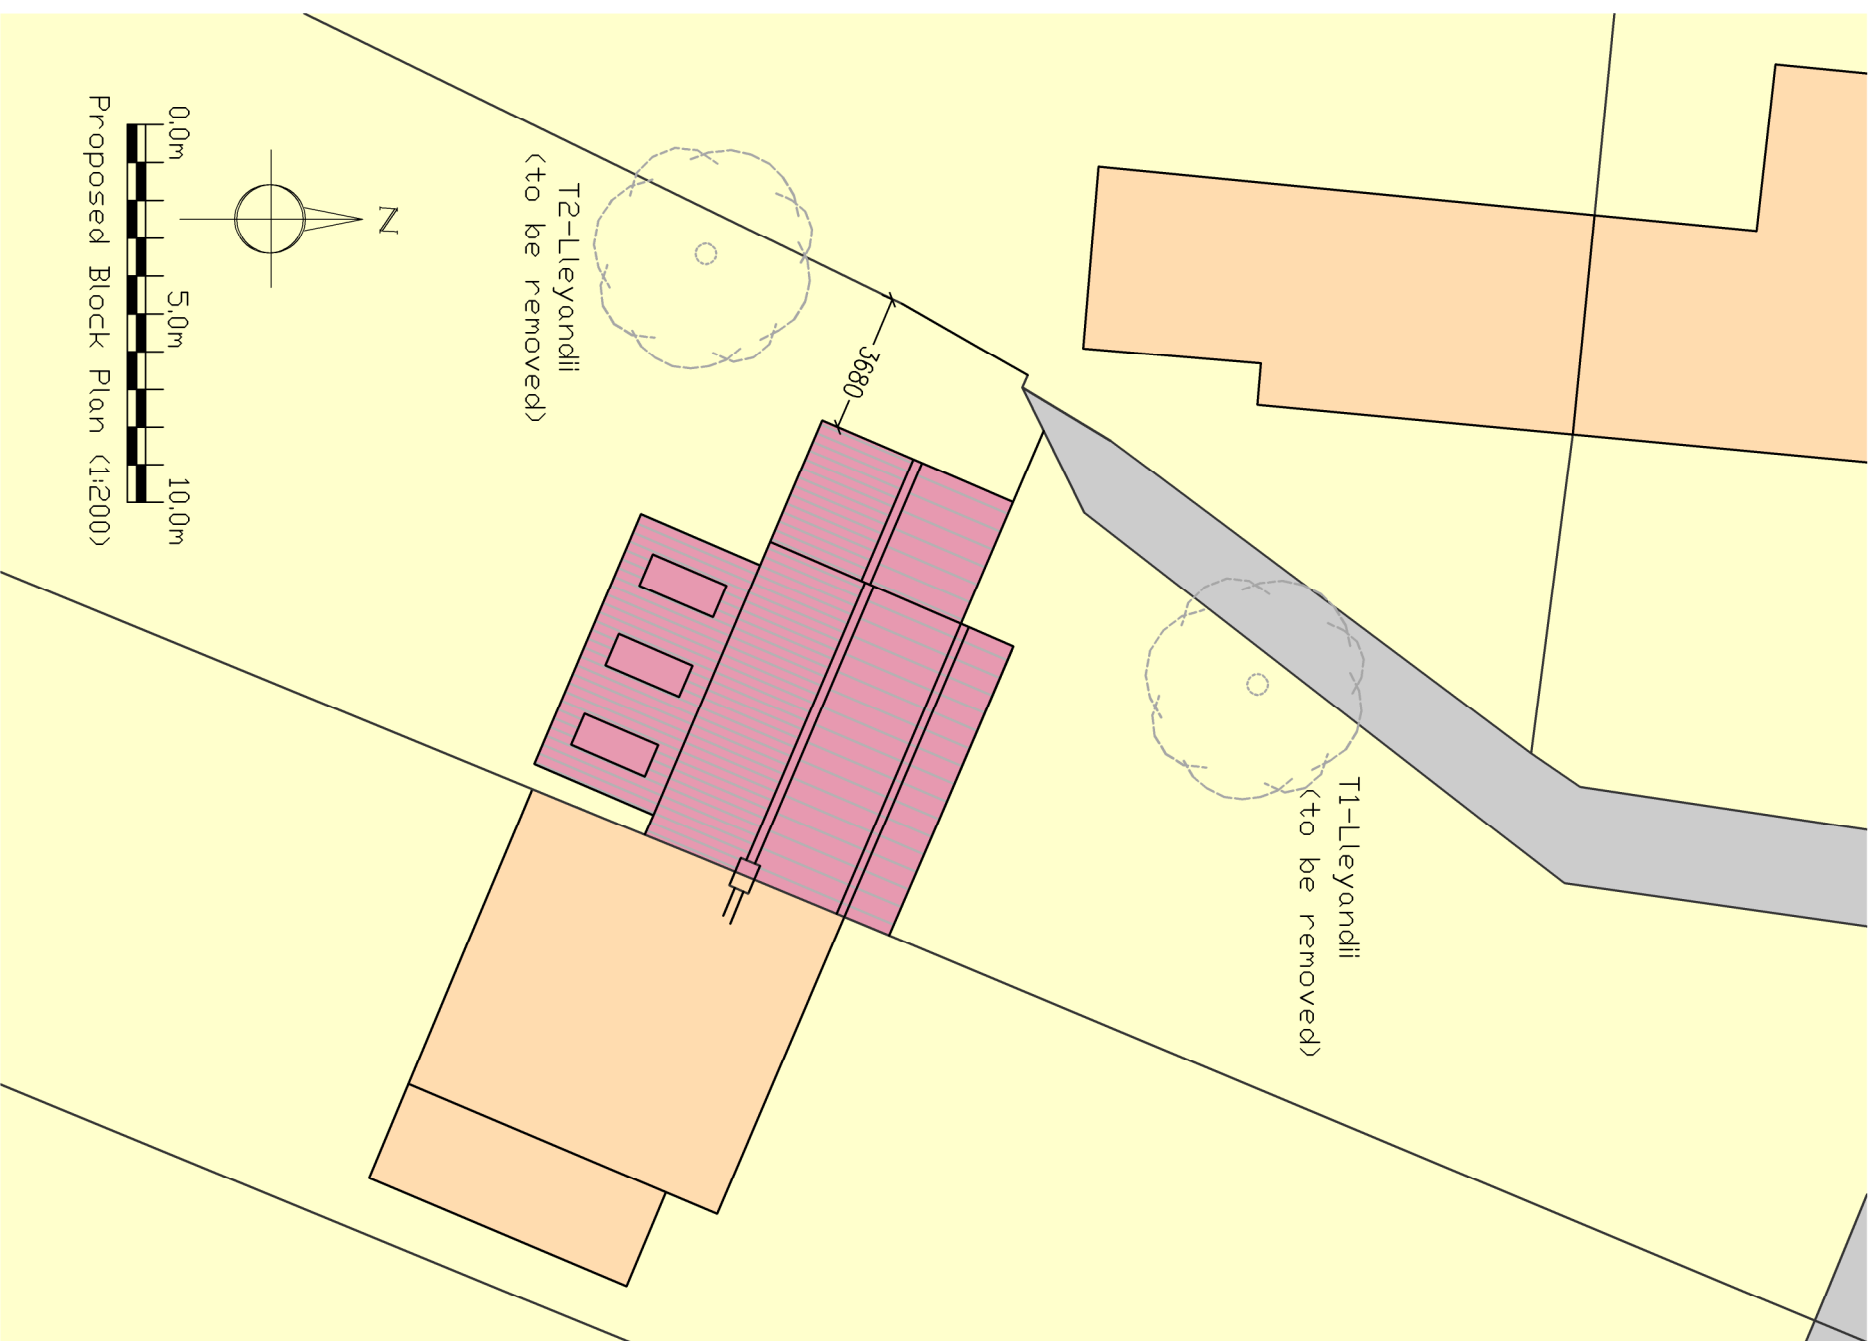 T1-Lleyandii
(to be removed)
T2-Lleyandii
(to be removed)
3680
N
0.0m
5.0m
10.0m
Proposed Block Plan (1:200)